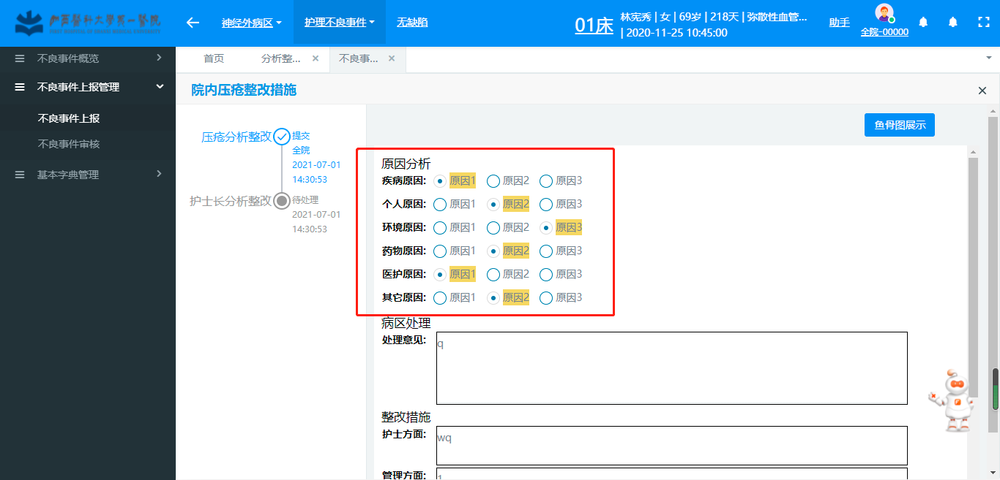 广西医科大学第一医院
神经外病区
护理不良事件
无缺陷
01床
林宪秀 | 女 | 69岁 | 218天 | 弥散性血管...
| 2020-11-25 10:45:00
助手
全院-00000
不良事件概览
不良事件上报管理
不良事件上报
不良事件审核
基本字典管理
首页
分析整...
不良事...
院内压疮整改措施
压疮分析整改
提交
全院
2021-07-01
14:30:53
护士长分析整改
待处理
2021-07-01
14:30:53
鱼骨图展示
原因分析
疾病原因: 原因1 原因2 原因3
个人原因: 原因1 原因2 原因3
环境原因: 原因1 原因2 原因3
药物原因: 原因1 原因2 原因3
医护原因: 原因1 原因2 原因3
其它原因: 原因1 原因2 原因3
病区处理
处理意见: q
整改措施
护士方面: wq
管理方面: 1